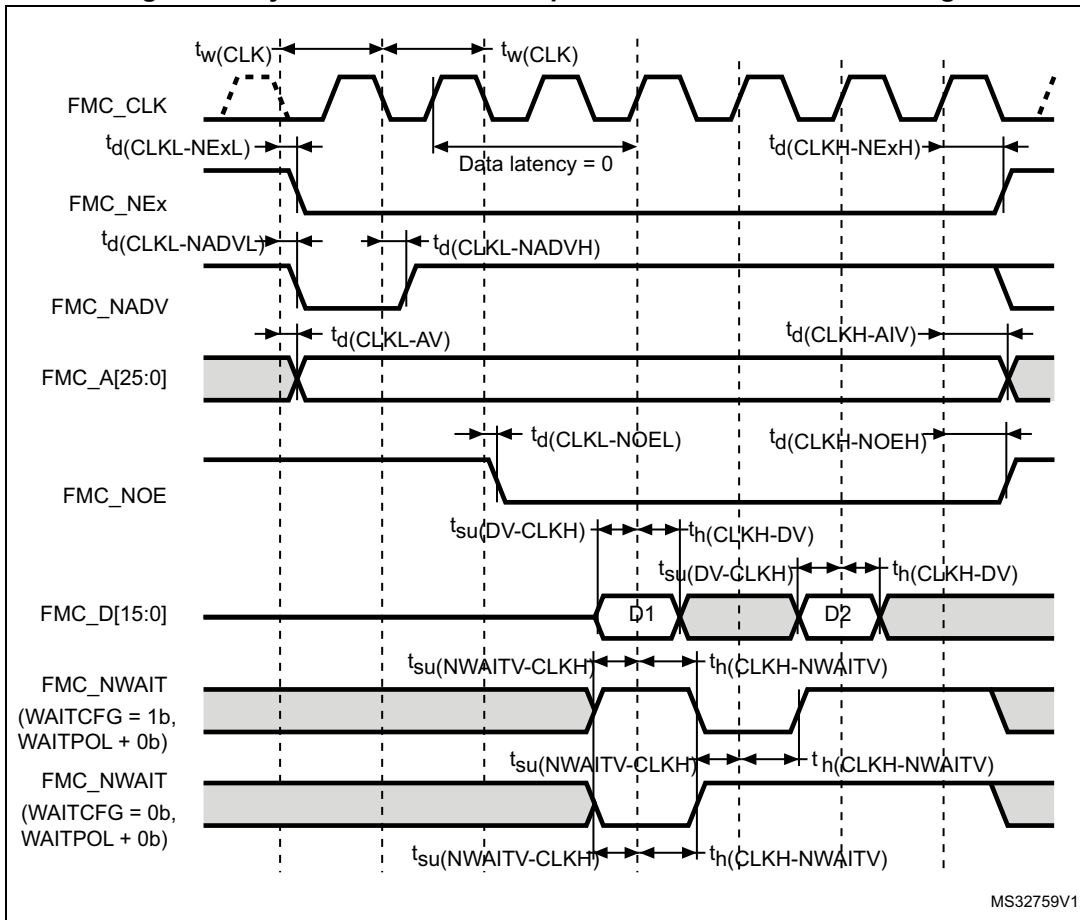 tw(CLK) tw(CLK)
FMC_CLK
td(CLKL-NExL) Data latency = 0 td(CLKH-NExH)
FMC_NEx
td(CLKL-NADVL) td(CLKL-NADVH)
FMC_NADV
td(CLKL-AV) td(CLKH-AIV)
FMC_A[25:0]
td(CLKL-NOEL) td(CLKH-NOEH)
FMC_NOE
tsu(DV-CLKH) th(CLKH-DV)
tsu(DV-CLKH) th(CLKH-DV)
FMC_D[15:0] D1 D2
tsu(NWAITV-CLKH) th(CLKH-NWAITV)
FMC_NWAIT
(WAITCFG = 1b,
WAITPOL + 0b)
tsu(NWAITV-CLKH) th(CLKH-NWAITV)
FMC_NWAIT
(WAITCFG = 0b,
WAITPOL + 0b)
tsu(NWAITV-CLKH) th(CLKH-NWAITV)
MS32759V1